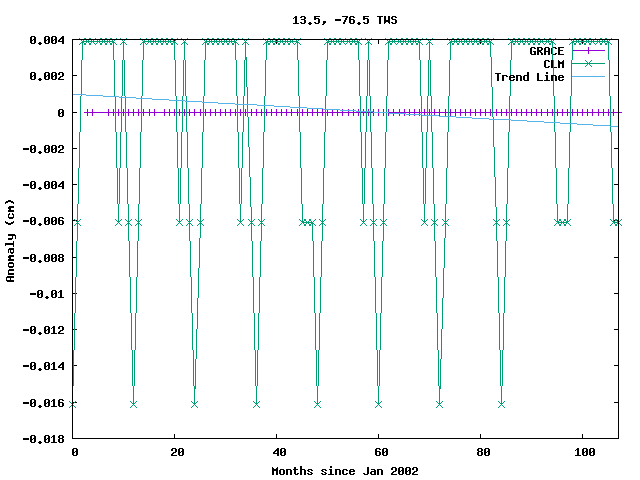 13.5, -76.5 TWS
GRACE
CLM
Trend Line
0.004
0.002
0
-0.002
-0.004
-0.006
-0.008
-0.01
-0.012
-0.014
-0.016
-0.018
Anomaly (cm)
0 20 40 60 80 100
Months since Jan 2002